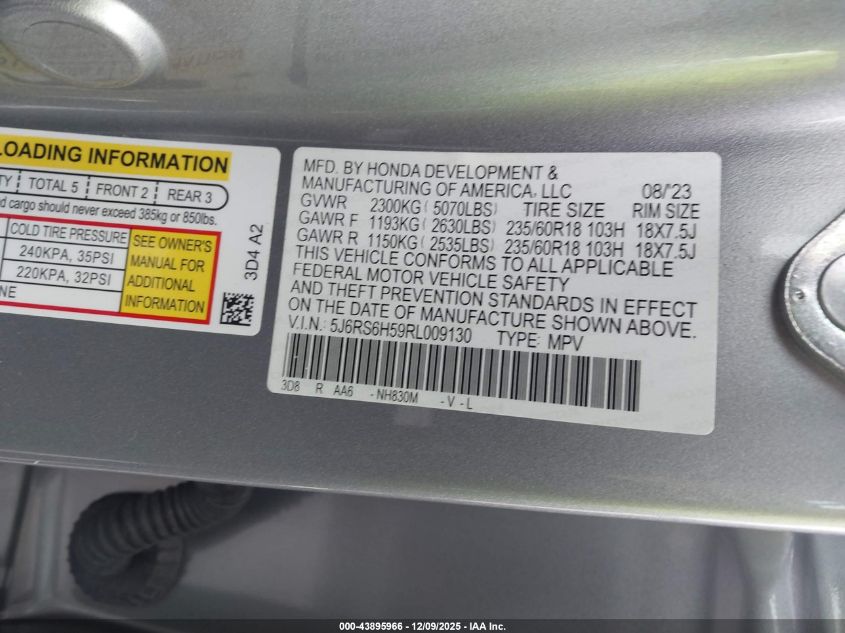 LOADING INFORMATION
TY TOTAL 5 FRONT 2 REAR 3
nd cargo should never exceed 385kg or 850lbs.
COLD TIRE PRESSURE
240KPA, 35PSI
220KPA, 32PSI
NE
SEE OWNER'S
MANUAL FOR
ADDITIONAL
INFORMATION
3D4 A2
MFD. BY HONDA DEVELOPMENT &
MANUFACTURING OF AMERICA, LLC 08/'23
GVWR 2300KG ( 5070LBS) TIRE SIZE RIM SIZE
GAWR F 1193KG ( 2630LBS) 235/60R18 103H 18X7.5J
GAWR R 1150KG ( 2535LBS) 235/60R18 103H 18X7.5J
THIS VEHICLE CONFORMS TO ALL APPLICABLE
FEDERAL MOTOR VEHICLE SAFETY
AND THEFT PREVENTION STANDARDS IN EFFECT
ON THE DATE OF MANUFACTURE SHOWN ABOVE.
V.I.N.: 5J6RS6H59RL009130 TYPE: MPV
3D8 R AA6 - NH830M - V - L
000-43895966 - 12/09/2025 - IAA Inc.